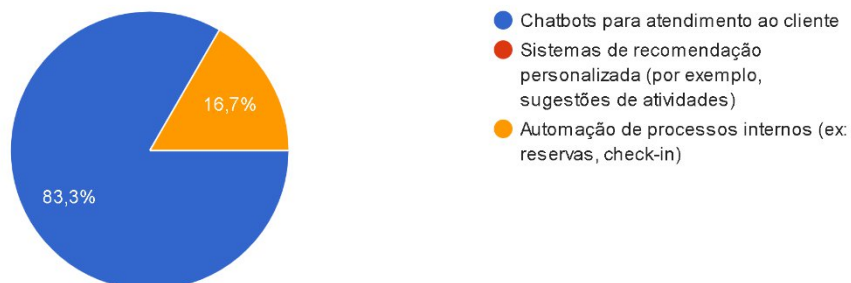 16,7%
83,3%
Chatbots para atendimento ao cliente
Sistemas de recomendação
personalizada (por exemplo,
sugestões de atividades)
Automação de processos internos (ex:
reservas, check-in)